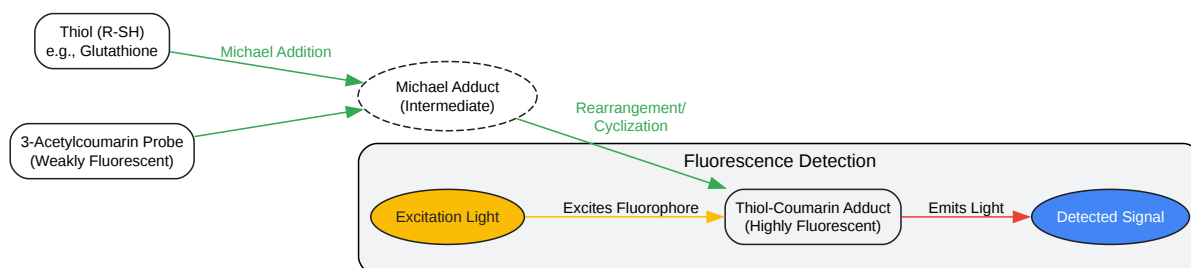 Thiol (R-SH)
e.g., Glutathione
Michael Addition
3-Acetylcoumarin Probe
(Weakly Fluorescent)
Michael Adduct
(Intermediate)
Rearrangement/
Cyclization
Fluorescence Detection
Excitation Light
Excites Fluorophore
Thiol-Coumarin Adduct
(Highly Fluorescent)
Emits Light
Detected Signal